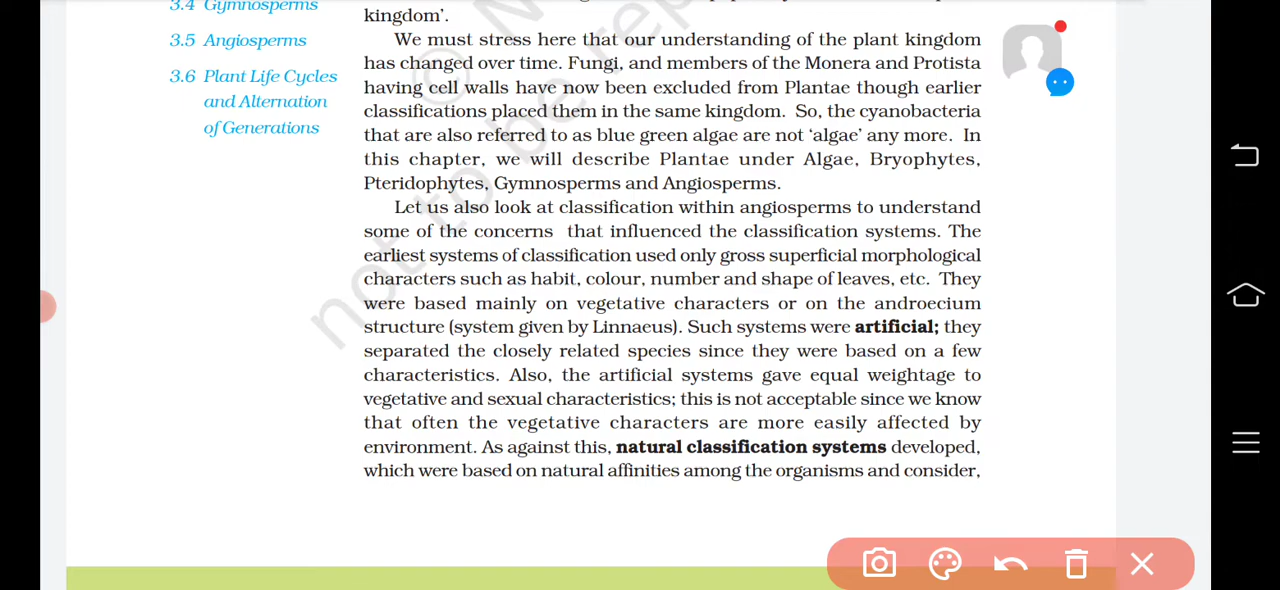 3.4 Gymnosperms
3.5 Angiosperms
3.6 Plant Life Cycles
and Alternation
of Generations
kingdom’.
We must stress here that our understanding of the plant kingdom
has changed over time. Fungi, and members of the Monera and Protista
having cell walls have now been excluded from Plantae though earlier
classifications placed them in the same kingdom. So, the cyanobacteria
that are also referred to as blue green algae are not ‘algae’ any more. In
this chapter, we will describe Plantae under Algae, Bryophytes,
Pteridophytes, Gymnosperms and Angiosperms.
Let us also look at classification within angiosperms to understand
some of the concerns that influenced the classification systems. The
earliest systems of classification used only gross superficial morphological
characters such as habit, colour, number and shape of leaves, etc. They
were based mainly on vegetative characters or on the androecium
structure (system given by Linnaeus). Such systems were artificial; they
separated the closely related species since they were based on a few
characteristics. Also, the artificial systems gave equal weightage to
vegetative and sexual characteristics; this is not acceptable since we know
that often the vegetative characters are more easily affected by
environment. As against this, natural classification systems developed,
which were based on natural affinities among the organisms and consider,
© N
not to be rep